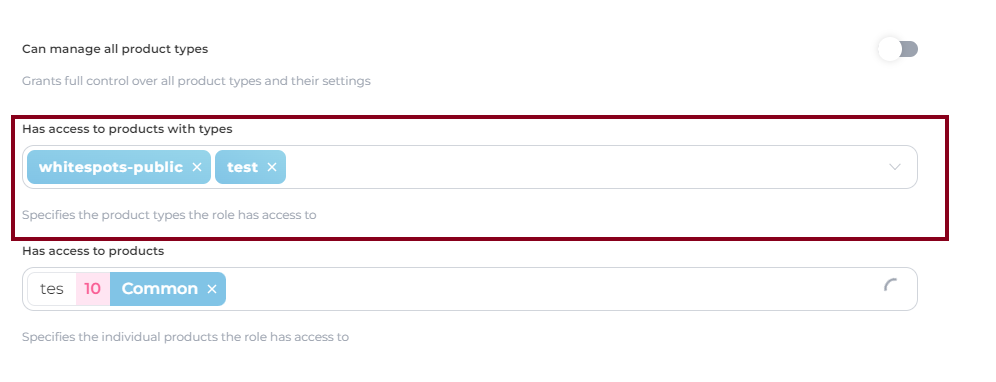 Can manage all product types
Grants full control over all product types and their settings
Has access to products with types
whitespots-public × test ×
Specifies the product types the role has access to
Has access to products
tes 10 Common ×
Specifies the individual products the role has access to